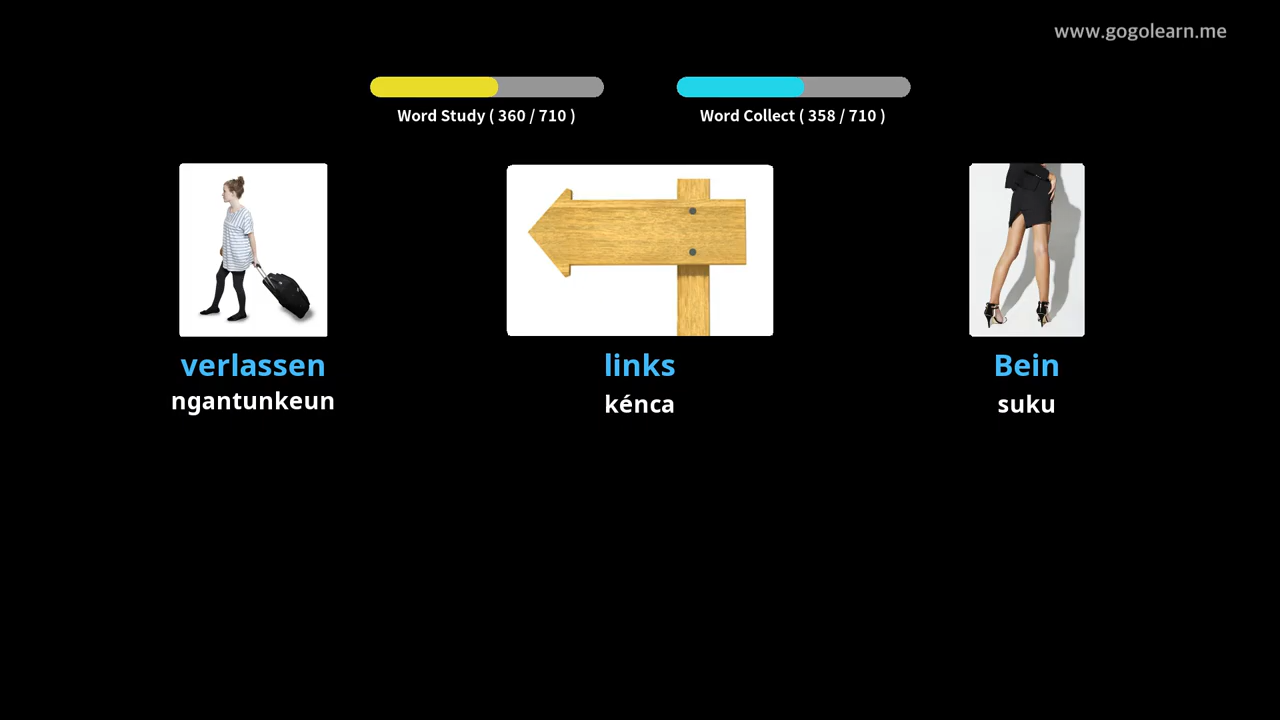 www.gogolearn.me
Word Study ( 360 / 710 )
Word Collect ( 358 / 710 )
verlassen
ngantunkeun
links
kénca
Bein
suku